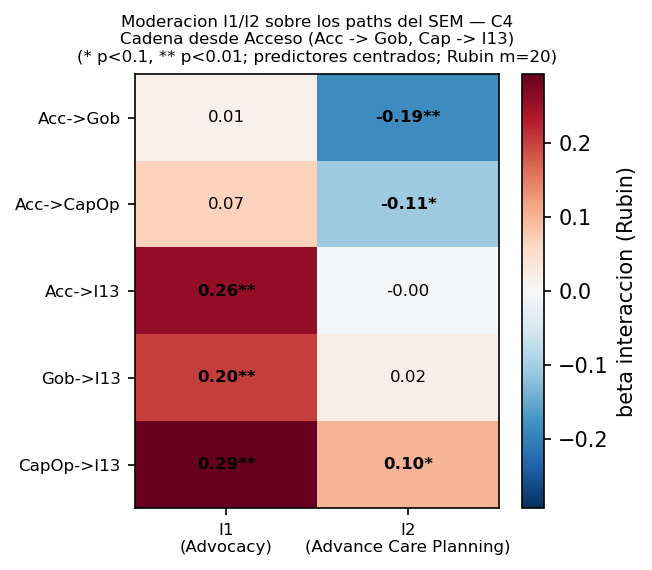 Moderacion I1/I2 sobre los paths del SEM — C4
Cadena desde Acceso (Acc -> Gob, Cap -> I13)
(* p<0.1, ** p<0.01; predictores centrados; Rubin m=20)
Acc->Gob
0.01
-0.19**
Acc->CapOp
0.07
-0.11*
Acc->I13
0.26**
-0.00
Gob->I13
0.20**
0.02
CapOp->I13
0.29**
0.10*
I1
(Advocacy)
I2
(Advance Care Planning)
0.2
0.1
0.0
−0.1
−0.2
beta interaccion (Rubin)